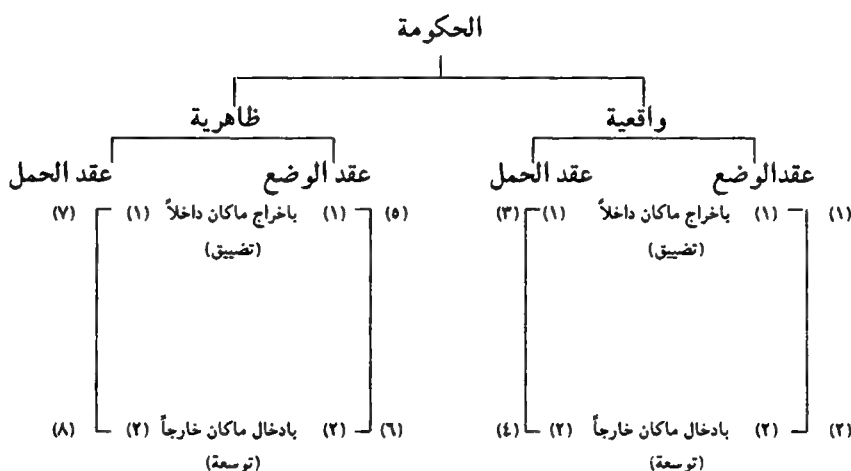 الحكومة
واقعية ظاهرية
عقدالوضع عقد الحمل عقد الوضع عقد الحمل
(١) (١) باخراج ماكان داخلاً (١) (٣) (٥) (١) باخراج ماكان داخلاً (١) (٧)
(تضييق) (تضييق)
(٢) (٢) بادخال ماكان خارجاً (٢) (٤) (٦) (٢) بادخال ماكان خارجاً (٢) (٨)
(توسعة) (توسعة)